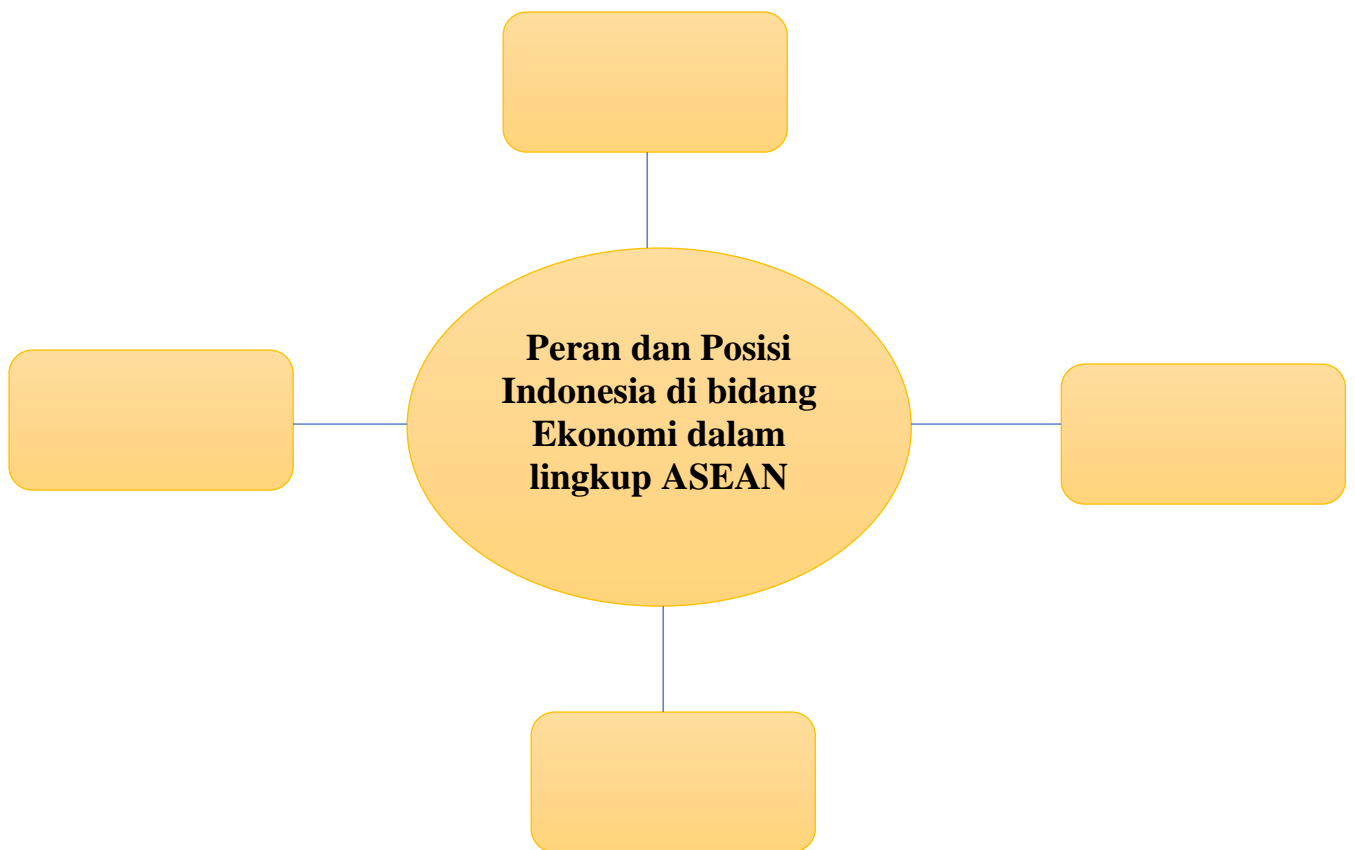 Peran dan Posisi
Indonesia di bidang
Ekonomi dalam
lingkup ASEAN